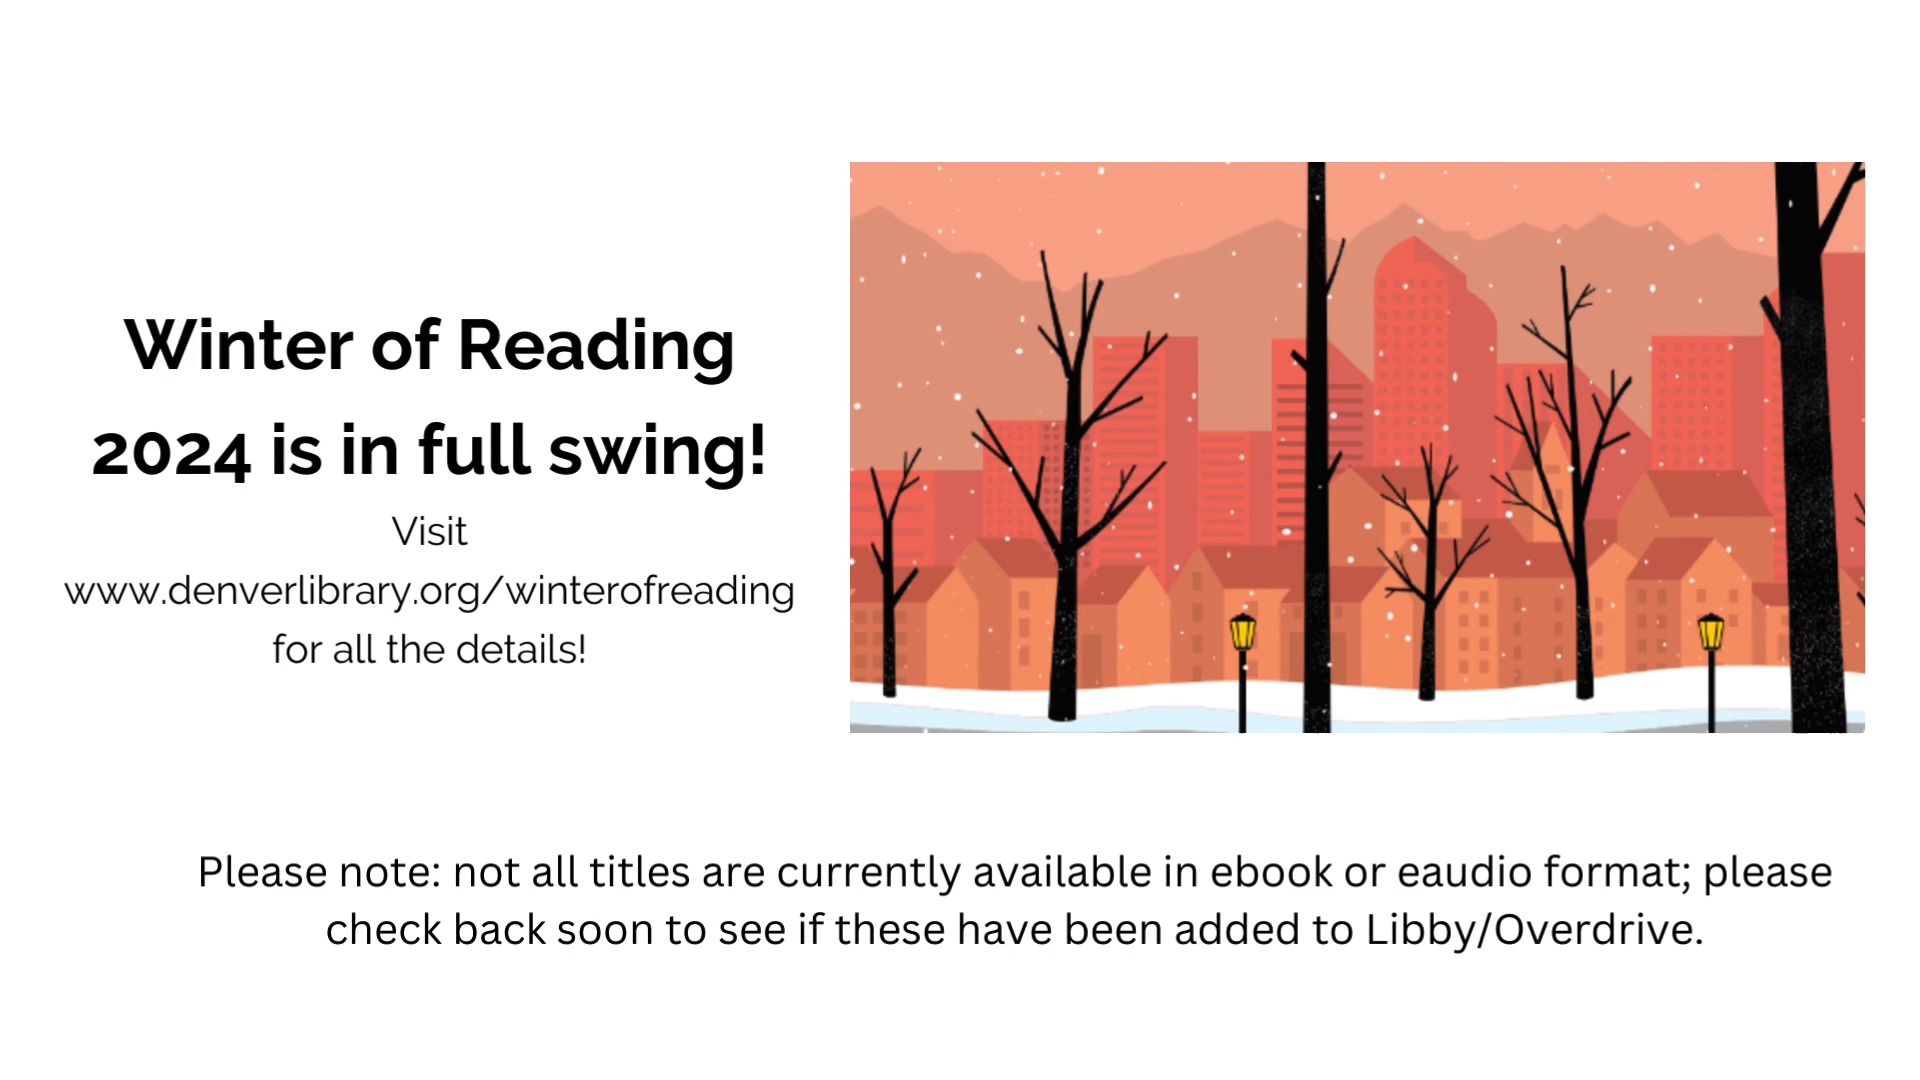 Winter of Reading
2024 is in full swing!
Visit
www.denverlibrary.org/winterofreading
for all the details!
Please note: not all titles are currently available in ebook or eaudio format; please
check back soon to see if these have been added to Libby/Overdrive.